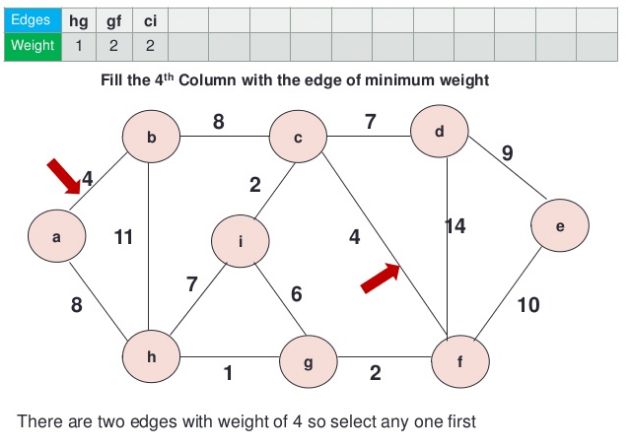 Edges hg gf ci
Weight 1 2 2
Fill the 4th Column with the edge of minimum weight
8 7
b c d
9
4
2
14
a 11 i 4 e
7 6
8 10
h g f
1 2
There are two edges with weight of 4 so select any one first